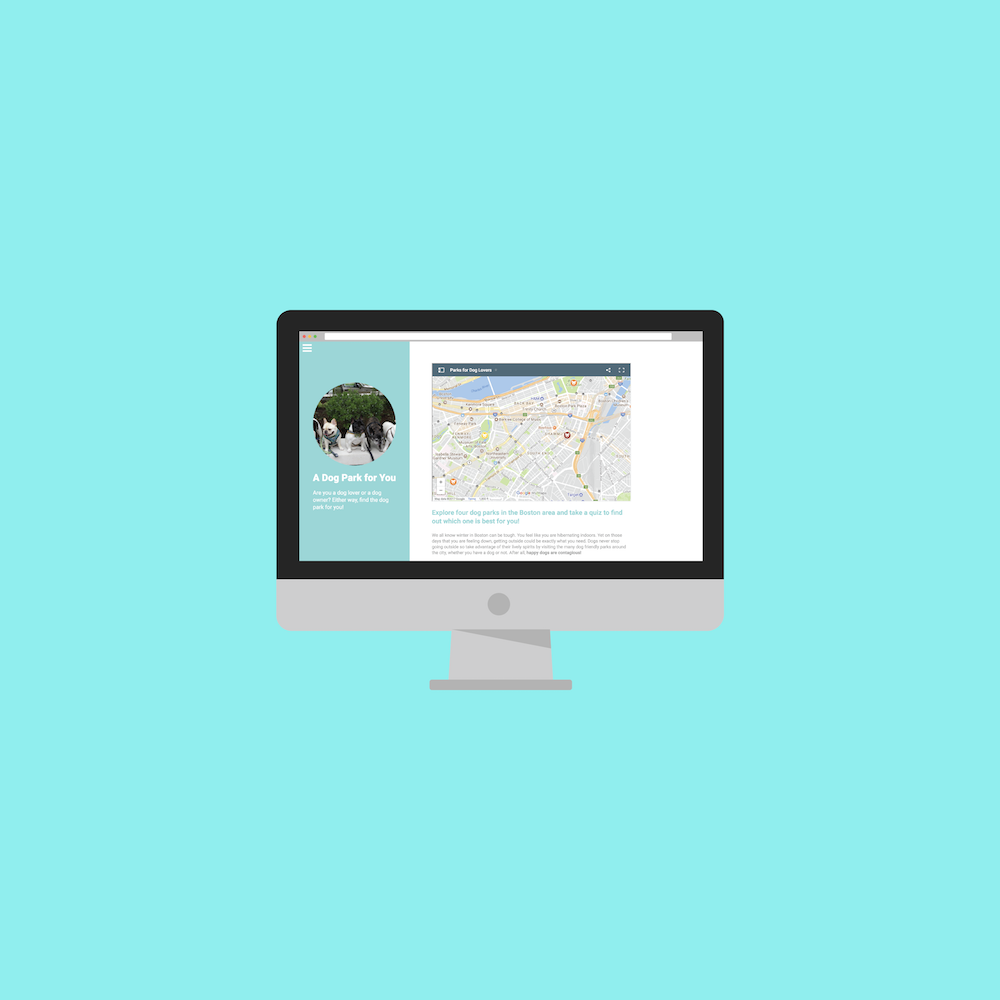 A Dog Park for You
Are you a dog lover or a dog
owner? Either way, find the dog
park for you!
Parks for Dog Lovers
Explore four dog parks in the Boston area and take a quiz to find
out which one is best for you!
We all know winter in Boston can be tough. You feel like you are hibernating indoors. Yet on those
days that you are feeling down, getting outside could be exactly what you need. Dogs never stop
going outside so take advantage of their lively spirits by visiting the many dog friendly parks around
the city whether you have a dog or not. After all, happy dogs are contagious!